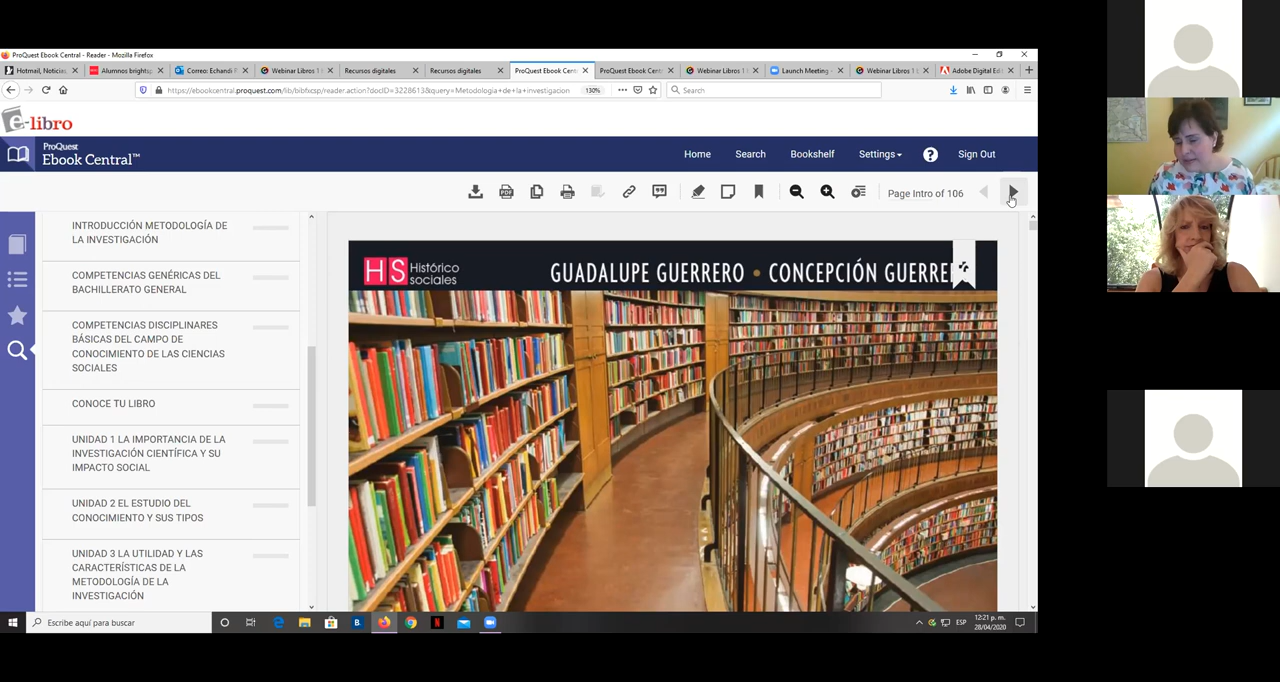 ProQuest Ebook Central - Reader - Mozilla Firefox
Hotmail, Noticias
Alumnos brights
Correo: Echandi F
Webinar Libros 1
Recursos digitales
Recursos digitales
ProQuest Ebook Cent
ProQuest Ebook Cent
Webinar Libros 1
Launch Meeting -
Webinar Libros 1
Adobe Digital Edi
https://ebookcentral.proquest.com/lib/bibfxcsp/reader.action?docID=3228613&query=Metodologia+de+la+investigacion
130%
Search
e-libro
ProQuest
Ebook Central™
Home
Search
Bookshelf
Settings
?
Sign Out
PDF
Page Intro of 106
INTRODUCCIÓN METODOLOGÍA DE
LA INVESTIGACIÓN
COMPETENCIAS GENÉRICAS DEL
BACHILLERATO GENERAL
COMPETENCIAS DISCIPLINARES
BÁSICAS DEL CAMPO DE
CONOCIMIENTO DE LAS CIENCIAS
SOCIALES
CONOCE TU LIBRO
UNIDAD 1 LA IMPORTANCIA DE LA
INVESTIGACIÓN CIENTÍFICA Y SU
IMPACTO SOCIAL
UNIDAD 2 EL ESTUDIO DEL
CONOCIMIENTO Y SUS TIPOS
UNIDAD 3 LA UTILIDAD Y LAS
CARACTERÍSTICAS DE LA
METODOLOGÍA DE LA
INVESTIGACIÓN
HS Histórico
sociales
GUADALUPE GUERRERO • CONCEPCIÓN GUERRE
Escribe aquí para buscar
B.
N
ESP
12:21 p. m.
28/04/2020